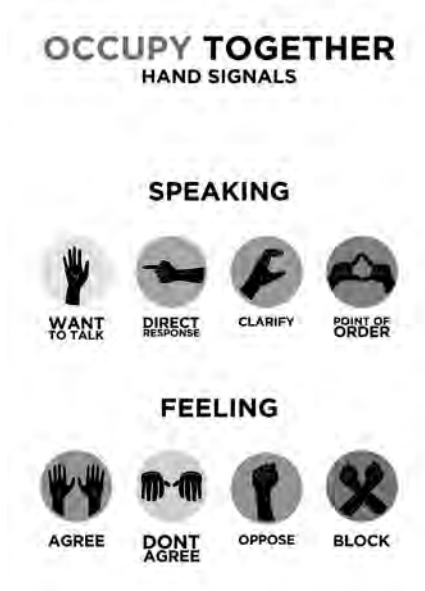 OCCUPY TOGETHER
HAND SIGNALS
SPEAKING
WANT
TO TALK
DIRECT
RESPONSE
CLARIFY
POINT OF
ORDER
FEELING
AGREE
DONT
AGREE
OPPOSE
BLOCK